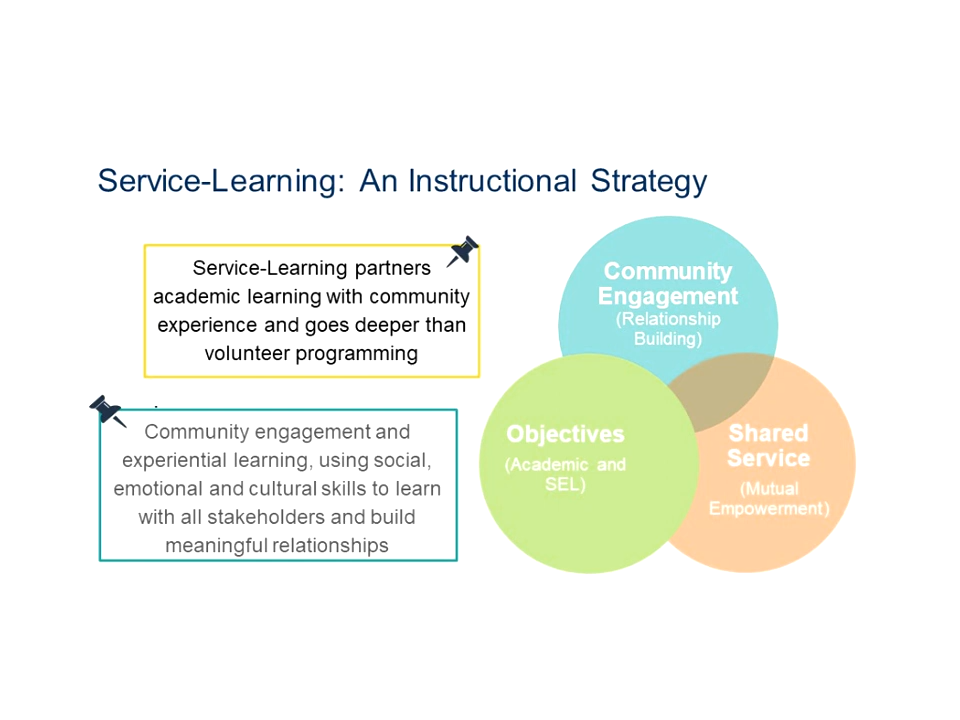 Service-Learning: An Instructional Strategy
Service-Learning partners
academic learning with community
experience and goes deeper than
volunteer programming
Community engagement and
experiential learning, using social,
emotional and cultural skills to learn
with all stakeholders and build
meaningful relationships
Community
Engagement
(Relationship
Building)
Objectives
(Academic and
SEL)
Shared
Service
(Mutual
Empowerment)